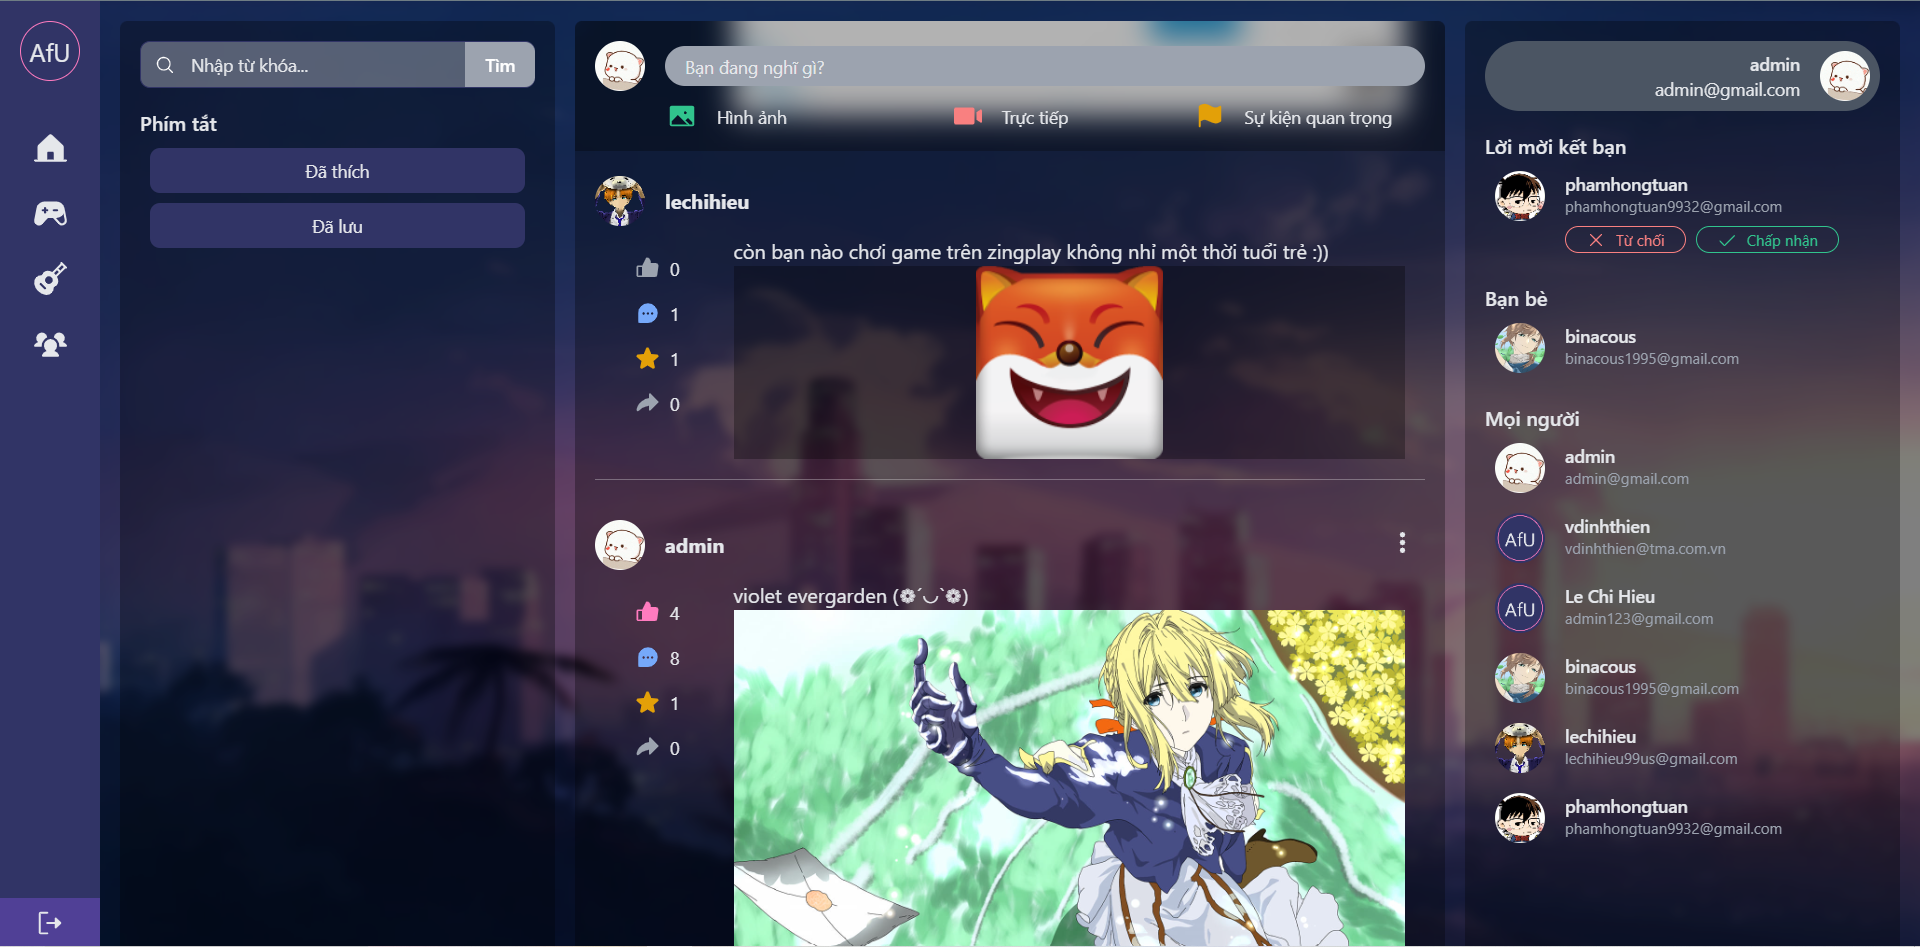 AfU
Nhập từ khóa...
Tìm
Phím tắt
Đã thích
Đã lưu
Bạn đang nghĩ gì?
Hình ảnh
Trực tiếp
Sự kiện quan trọng
lechihieu
còn bạn nào chơi game trên zingplay không nhỉ một thời tuổi trẻ :))
0
1
1
0
admin
violet evergarden (❁´◡`❁)
4
8
1
0
admin
admin@gmail.com
Lời mời kết bạn
phamhongtuan
phamhongtuan9932@gmail.com
Từ chối
Chấp nhận
Bạn bè
binacous
binacous1995@gmail.com
Mọi người
admin
admin@gmail.com
AfU
vdinhthien
vdinhthien@tma.com.vn
AfU
Le Chi Hieu
admin123@gmail.com
binacous
binacous1995@gmail.com
lechihieu
lechihieu99us@gmail.com
phamhongtuan
phamhongtuan9932@gmail.com